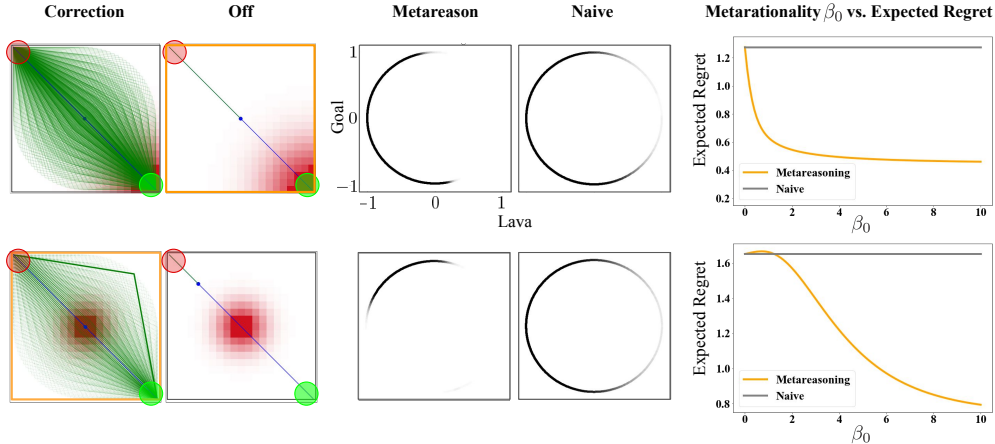 Correction
Off
Metareason
Naive
Metarationality β₀ vs. Expected Regret
1
0
−1
Goal
−1
0
1
Lava
Expected Regret
1.2
1.0
0.8
0.6
0.4
0.2
Metareasoning
Naive
0
2
4
6
8
10
β₀
Expected Regret
1.6
1.4
1.2
1.0
0.8
Metareasoning
Naive
0
2
4
6
8
10
β₀